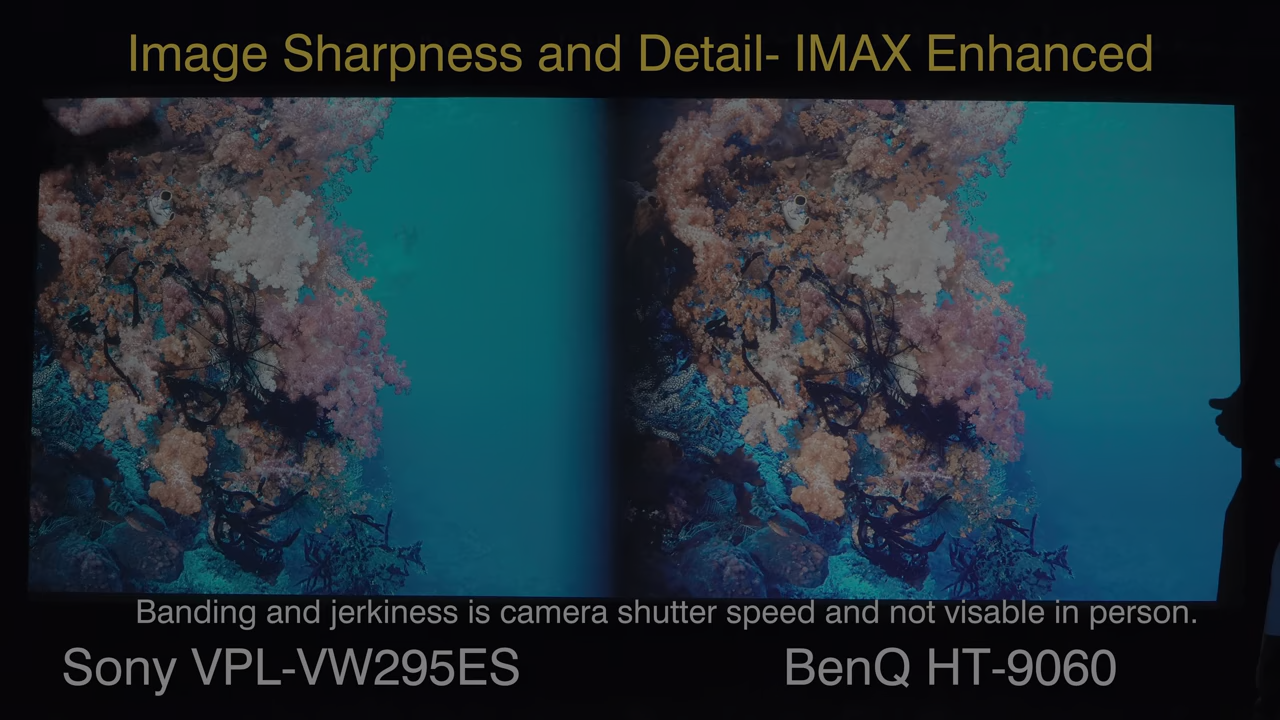 Image Sharpness and Detail- IMAX Enhanced
Banding and jerkiness is camera shutter speed and not visable in person.
Sony VPL-VW295ES
BenQ HT-9060